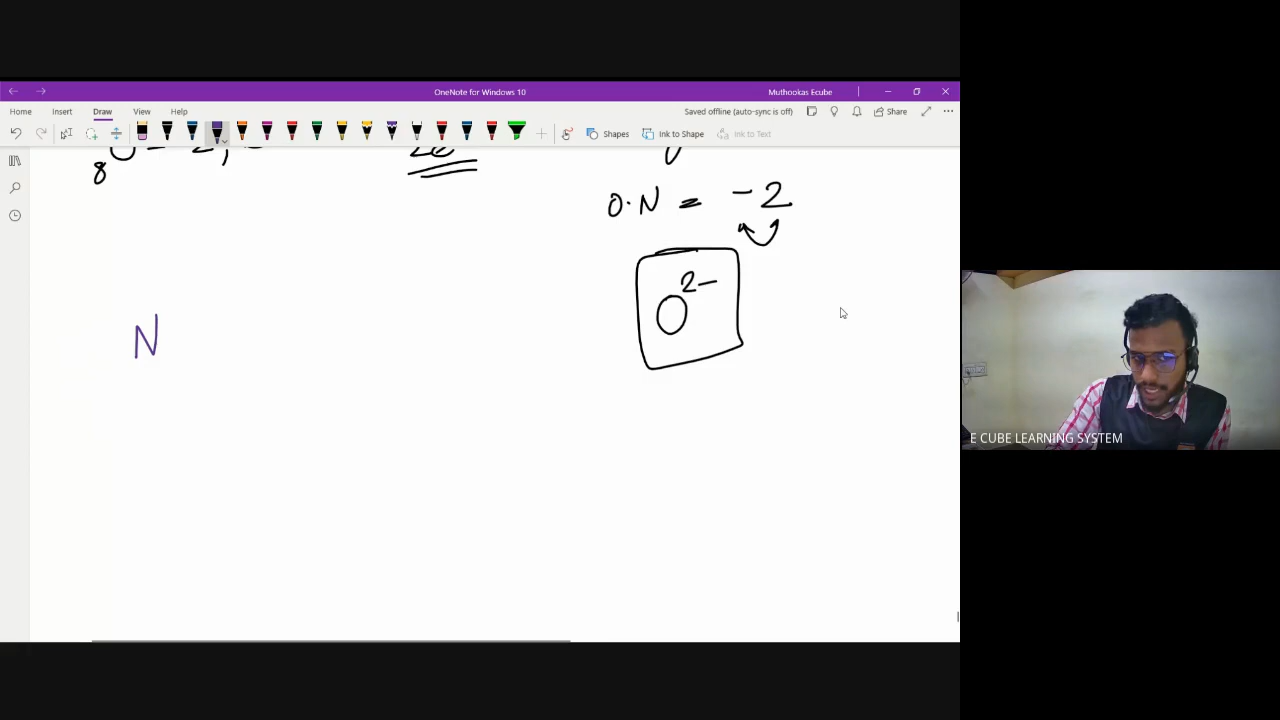 OneNote for Windows 10
Muthookas Ecube
Home Insert Draw View Help
Saved offline (auto-sync is off)
Share
Shapes
Ink to Shape
Ink to Text
8
O·N = -2
O²⁻
N
E CUBE LEARNING SYSTEM